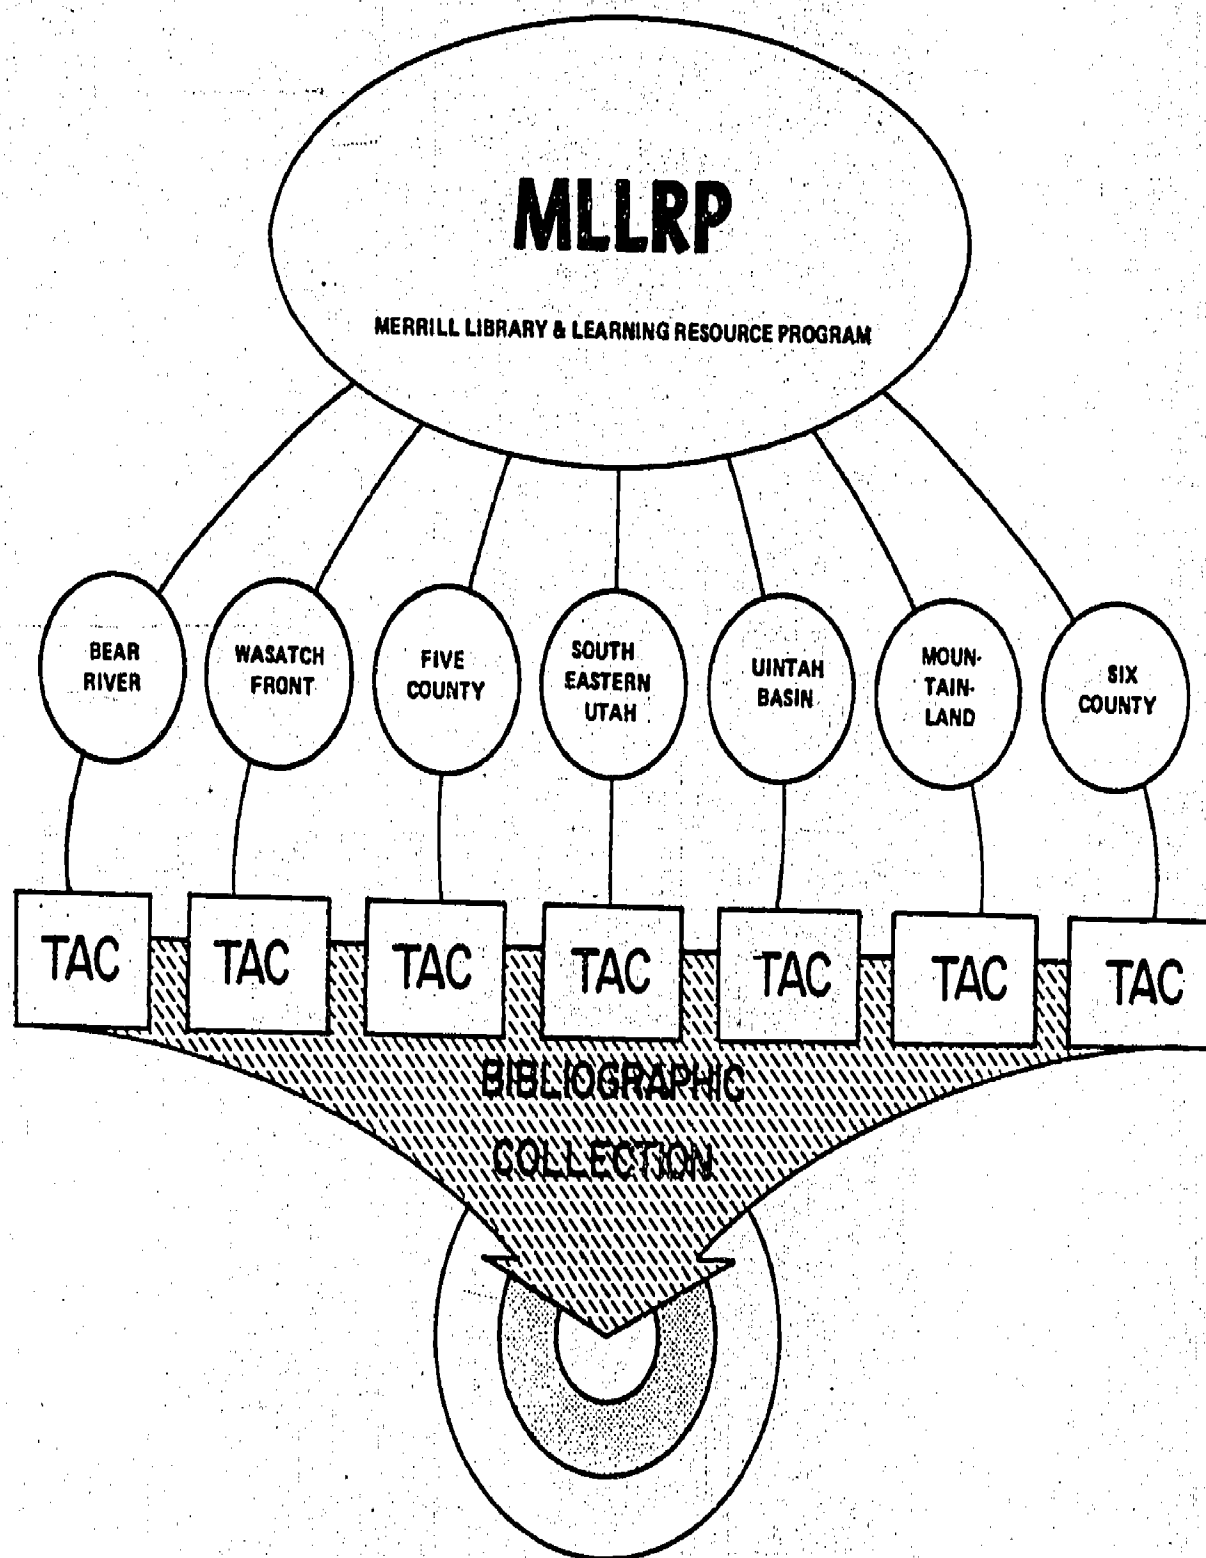 MLLRP
MERRILL LIBRARY & LEARNING RESOURCE PROGRAM
BEAR
RIVER
WASATCH
FRONT
FIVE
COUNTY
SOUTH
EASTERN
UTAH
UINTAH
BASIN
MOUN-
TAIN-
LAND
SIX
COUNTY
TAC
TAC
TAC
TAC
TAC
TAC
TAC
BIBLIOGRAPHIC
COLLECTION